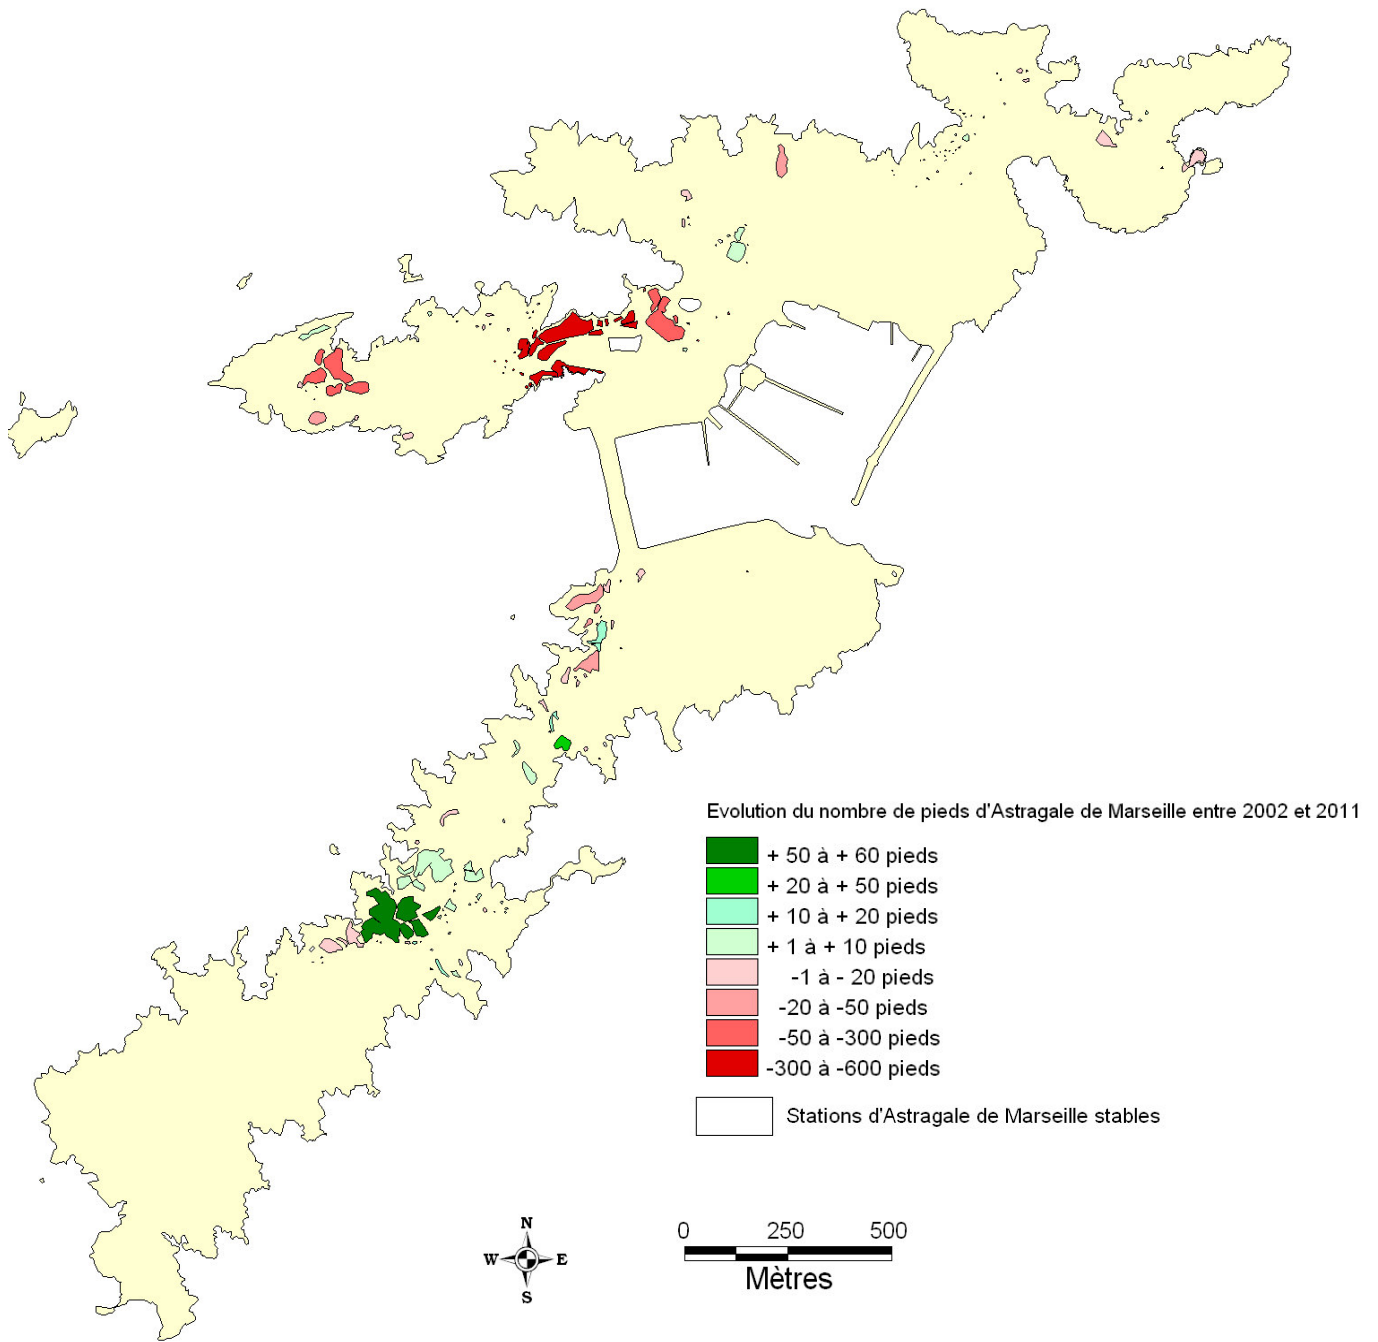 Evolution du nombre de pieds d'Astragale de Marseille entre 2002 et 2011
+ 50 à + 60 pieds
+ 20 à + 50 pieds
+ 10 à + 20 pieds
+ 1 à + 10 pieds
-1 à - 20 pieds
-20 à -50 pieds
-50 à -300 pieds
-300 à -600 pieds
Stations d'Astragale de Marseille stables
N
W E
S
0 250 500
Mètres